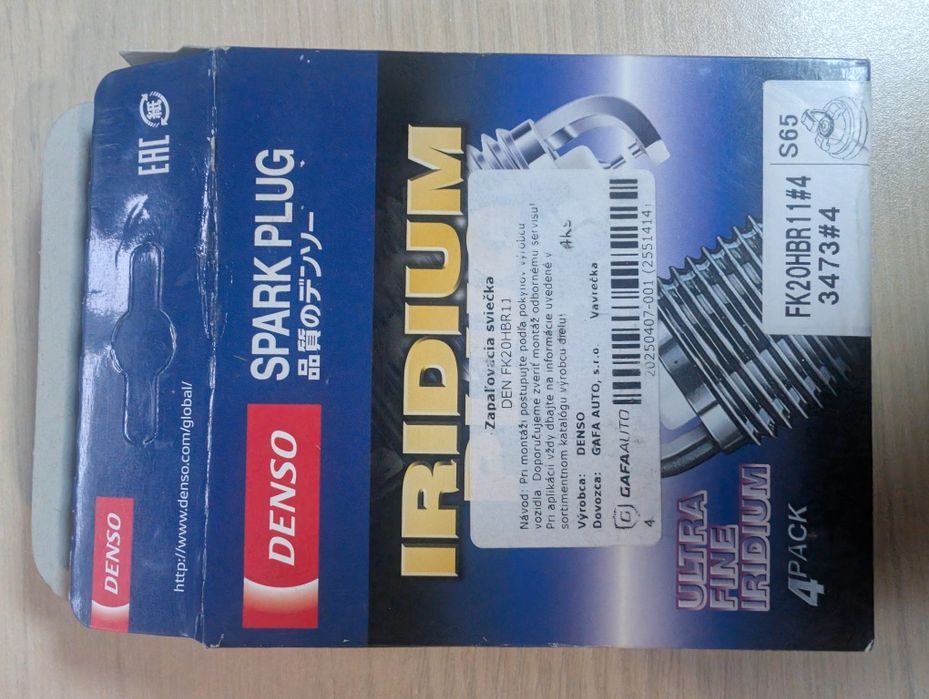 DENSO
http://www.denso.com/global/
EAC
紙
DENSO
SPARK PLUG
品質のデンソー
IRIDIUM
Zapaľovacia sviečka
DEN FK20HBR11
Návod: Pri montáži postupujte podľa pokynov výrobcu
vozidla. Doporučujeme zveriť montáž odbornému servisu!
Pri aplikácii vždy dbajte na informácie uvedené v
sortimentnom katalógu výrobcu dielu!
4ks
Výrobca: DENSO
Dovozca: GAFA AUTO, s.r.o. Vavrečka
G GAFAAUTO
20250407-001 (2551414)
4
ULTRA
FINE
IRIDIUM
4PACK
FK20HBR11#4
3473#4
S65